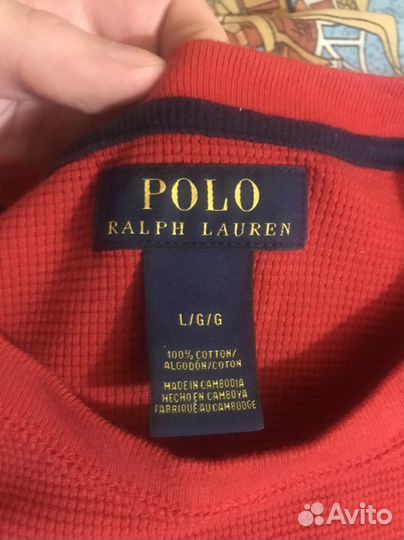 POLO
RALPH LAUREN
L/G/G
100% COTTON/
ALGODÓN/COTON
MADE IN CAMBODIA
HECHO EN CAMBOYA
FABRIQUÉ AU CAMBODGE
Avito